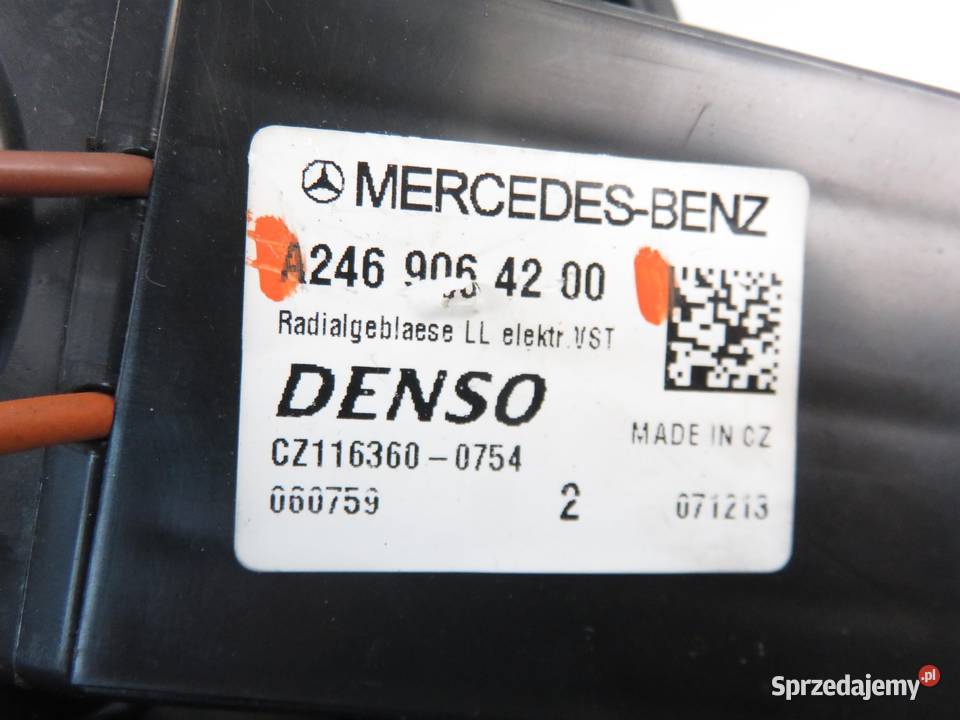 MERCEDES-BENZ
A246 906 42 00
Radialgeblaese LL elektr.VST
DENSO
MADE IN CZ
CZ116360-0754
060759 2 071213
Sprzedajemy.pl